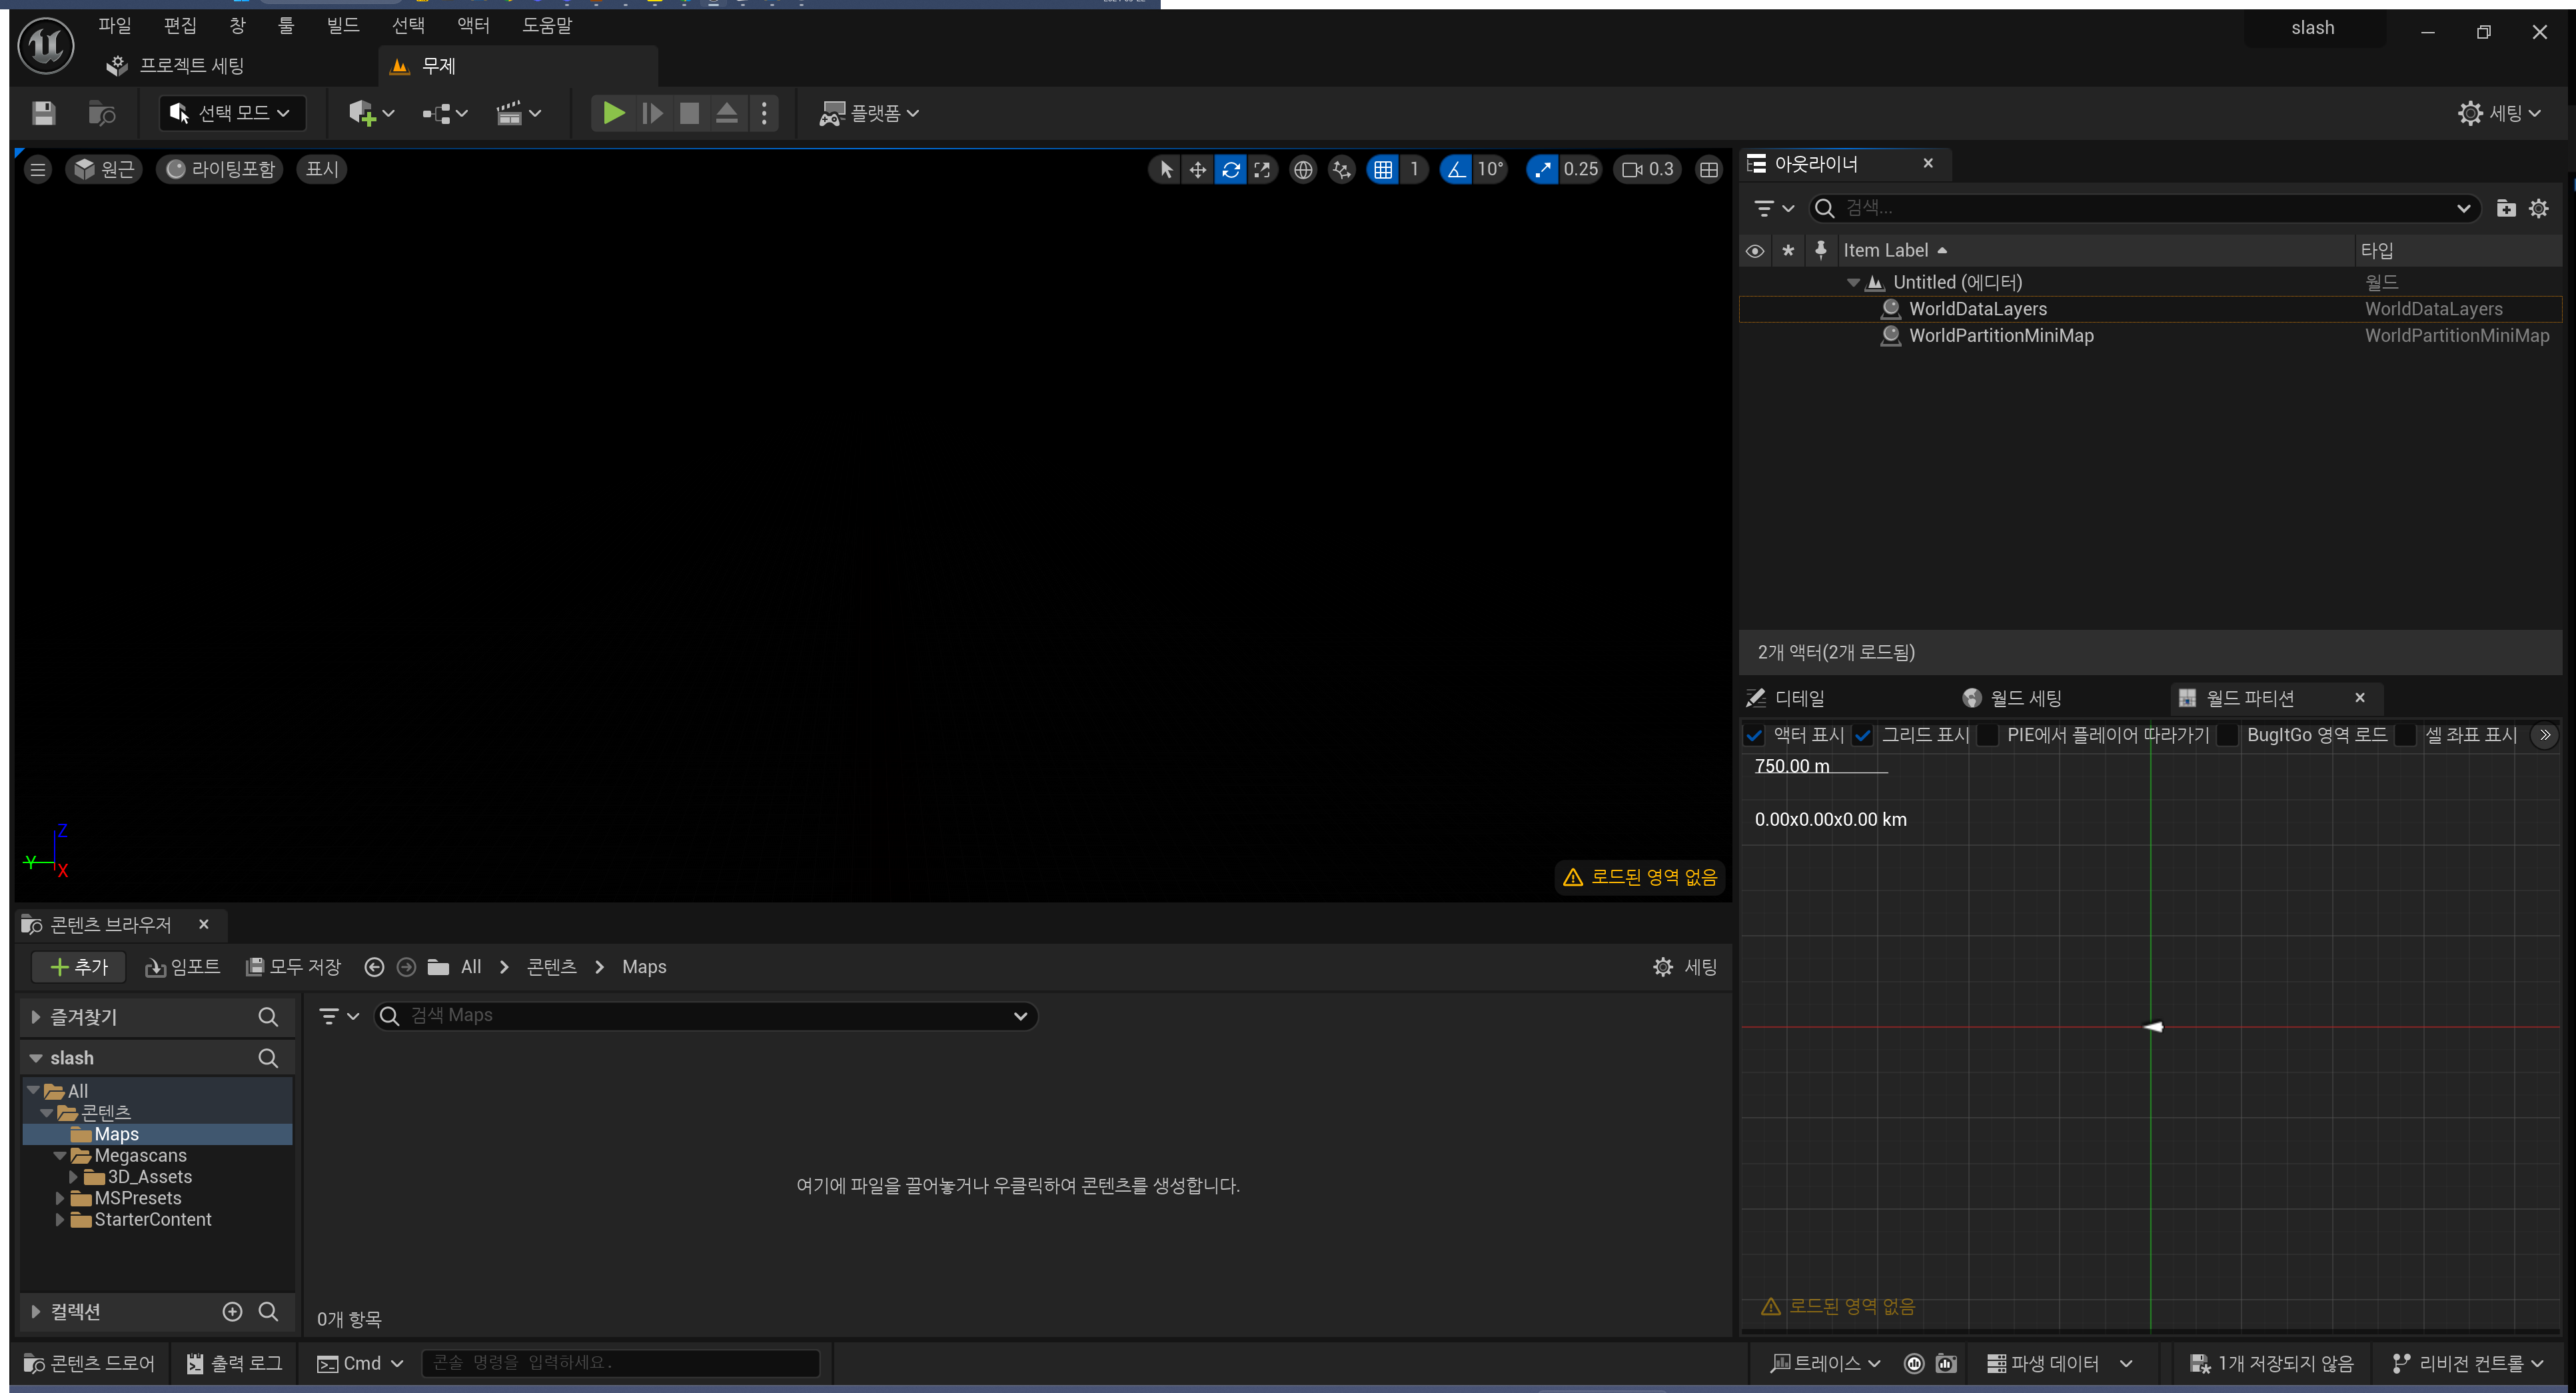 파일 편집 창 툴 빌드 선택 액터 도움말
slash
프로젝트 세팅
무제
선택 모드
플랫폼
세팅
원근
라이팅포함
표시
1
10°
0.25
0.3
아웃라이너
검색...
Item Label
타입
Untitled (에디터)
월드
WorldDataLayers
WorldDataLayers
WorldPartitionMiniMap
WorldPartitionMiniMap
2개 액터(2개 로드됨)
디테일
월드 세팅
월드 파티션
액터 표시
그리드 표시
PIE에서 플레이어 따라가기
BugItGo 영역 로드
셀 좌표 표시
750.00 m
0.00x0.00x0.00 km
로드된 영역 없음
Z
Y
X
로드된 영역 없음
콘텐츠 브라우저
추가
임포트
모두 저장
All
콘텐츠
Maps
세팅
즐겨찾기
검색 Maps
slash
All
콘텐츠
Maps
Megascans
3D_Assets
MSPresets
StarterContent
여기에 파일을 끌어놓거나 우클릭하여 콘텐츠를 생성합니다.
컬렉션
0개 항목
콘텐츠 드로어
출력 로그
Cmd
콘솔 명령을 입력하세요.
트레이스
파생 데이터
1개 저장되지 않음
리비전 컨트롤